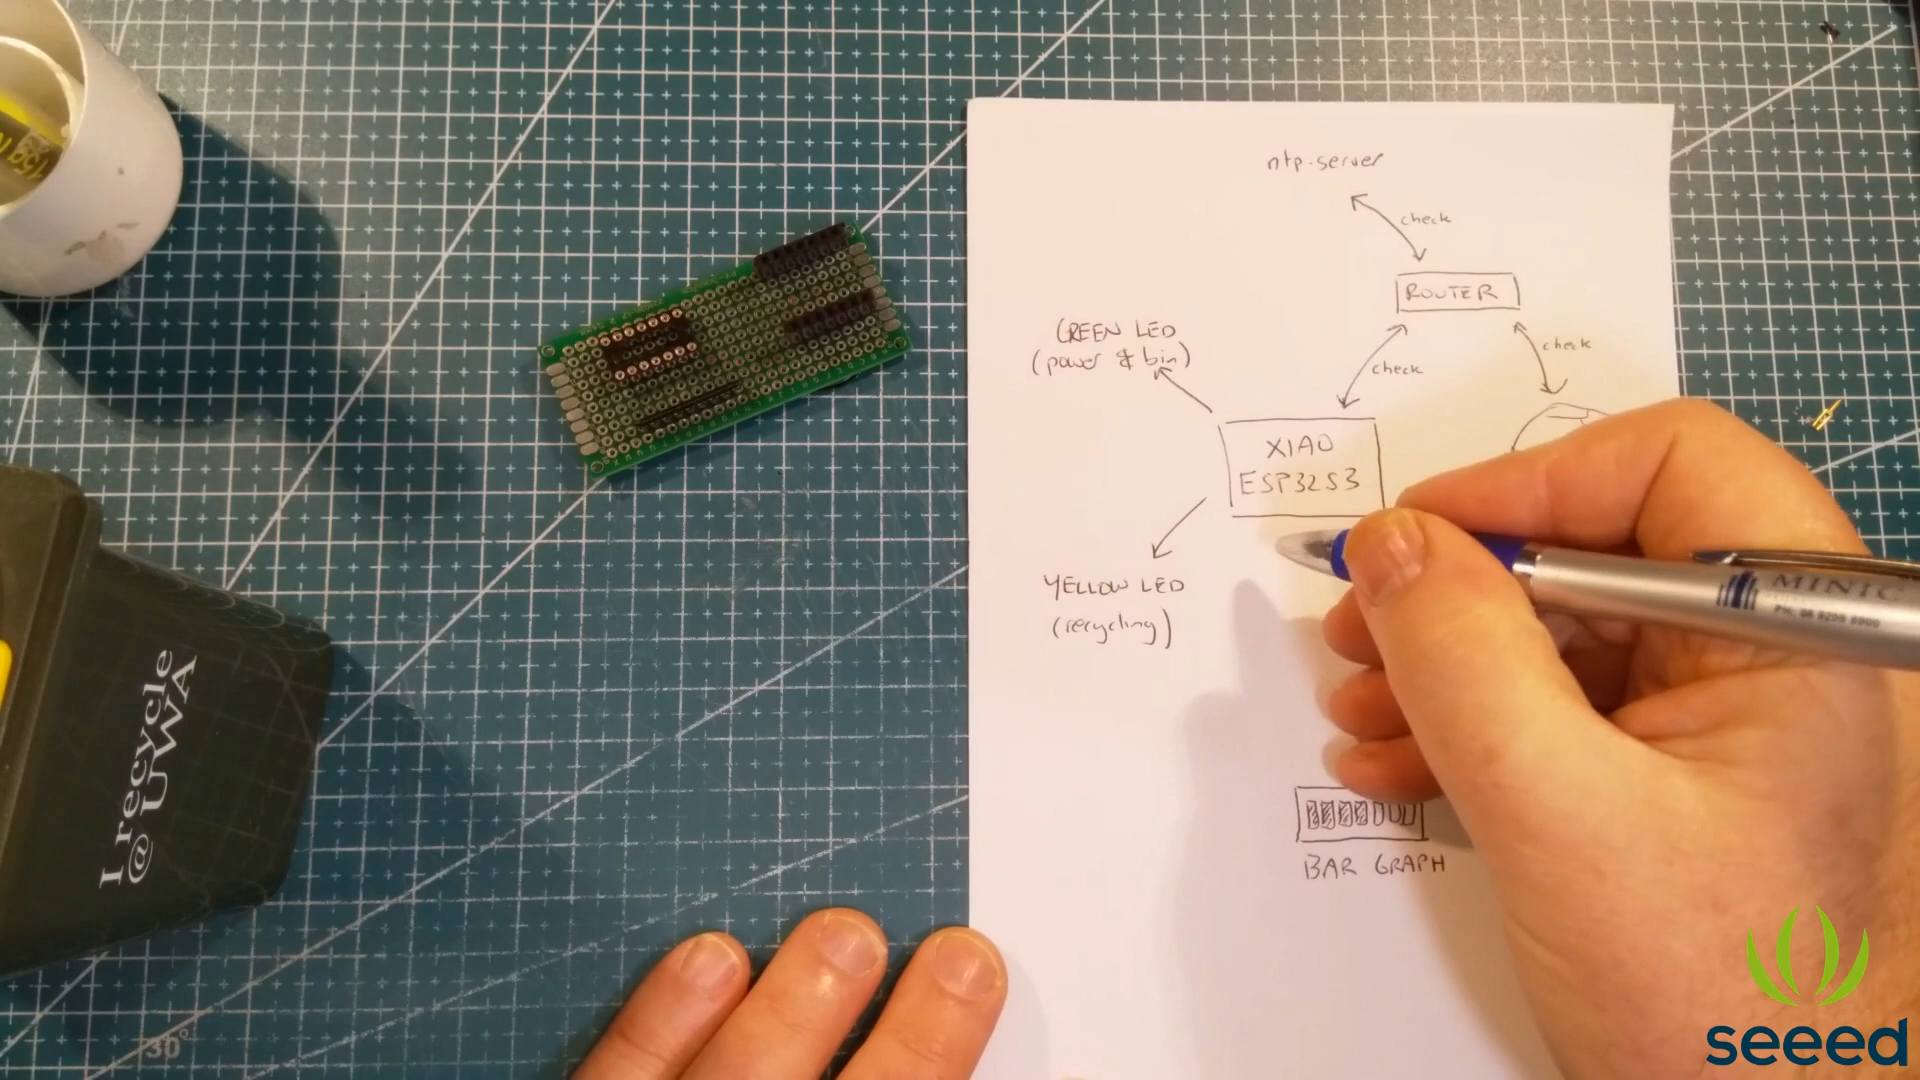 ntp.server
check
ROUTER
check
check
GREEN LED
(power & bin)
XIAO
ESP32S3
YELLOW LED
(recycling)
BAR GRAPH
I recycle
@ UWA
MINIC
30°
seeed